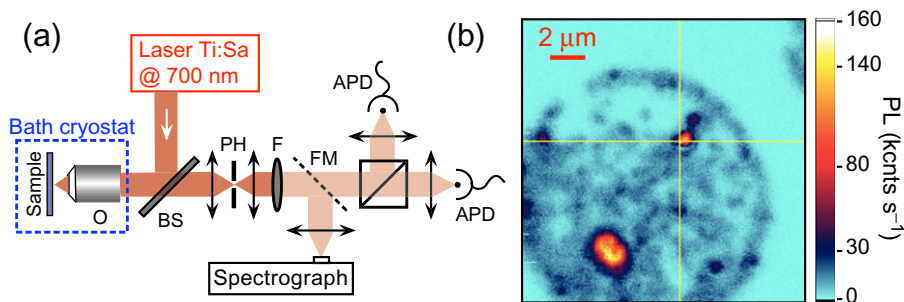 (a)
Laser Ti:Sa
@ 700 nm
Bath cryostat
Sample
O
BS
PH
F
FM
APD
APD
Spectrograph
(b)
2 μm
160
140
80
30
0
PL (kcnts s⁻¹)